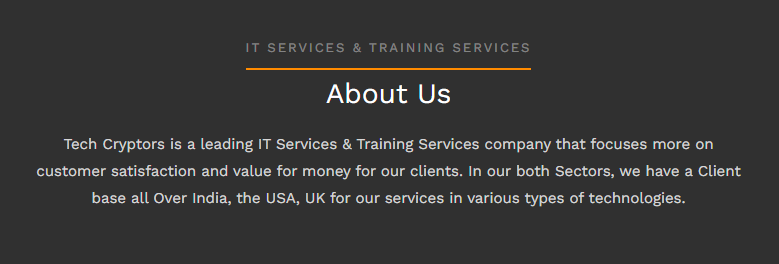 IT SERVICES & TRAINING SERVICES
About Us
Tech Cryptors is a leading IT Services & Training Services company that focuses more on
customer satisfaction and value for money for our clients. In our both Sectors, we have a Client
base all Over India, the USA, UK for our services in various types of technologies.